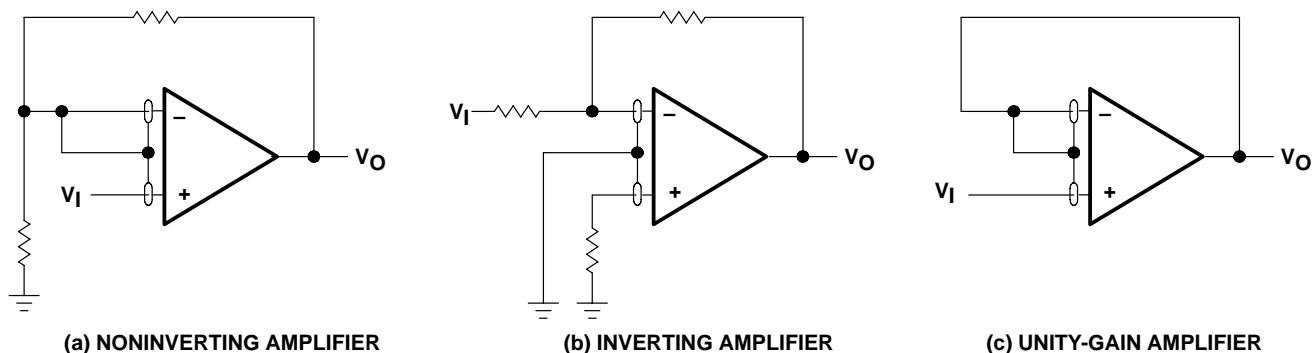 –
+
V_I
V_O
(a) NONINVERTING AMPLIFIER
V_I
–
+
V_O
(b) INVERTING AMPLIFIER
–
+
V_I
V_O
(c) UNITY-GAIN AMPLIFIER